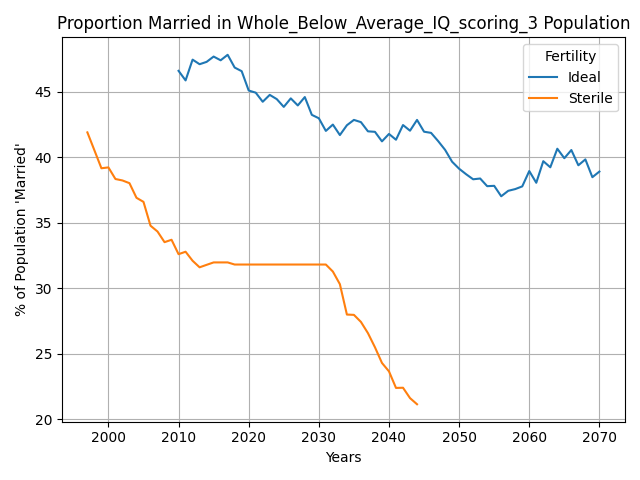 Proportion Married in Whole_Below_Average_IQ_scoring_3 Population
Fertility
Ideal
Sterile
% of Population 'Married'
45
40
35
30
25
20
2000
2010
2020
2030
2040
2050
2060
2070
Years